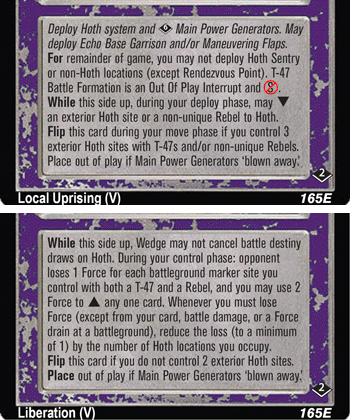 Deploy Hoth system and Main Power Generators. May
deploy Echo Base Garrison and/or Maneuvering Flaps.
For remainder of game, you may not deploy Hoth Sentry
or non-Hoth locations (except Rendezvous Point). T-47
Battle Formation is an Out Of Play Interrupt and S.
While this side up, during your deploy phase, may ▼
an exterior Hoth site or a non-unique Rebel to Hoth.
Flip this card during your move phase if you control 3
exterior Hoth sites with T-47s and/or non-unique Rebels.
Place out of play if Main Power Generators 'blown away.'
2
Local Uprising (V) 165E
While this side up, Wedge may not cancel battle destiny
draws on Hoth. During your control phase: opponent
loses 1 Force for each battleground marker site you
control with both a T-47 and a Rebel, and you may use 2
Force to ▲ any one card. Whenever you must lose
Force (except from your card, battle damage, or a Force
drain at a battleground), reduce the loss (to a minimum
of 1) by the number of Hoth locations you occupy.
Flip this card if you do not control 2 exterior Hoth sites.
Place out of play if Main Power Generators 'blown away.'
2
Liberation (V) 165E